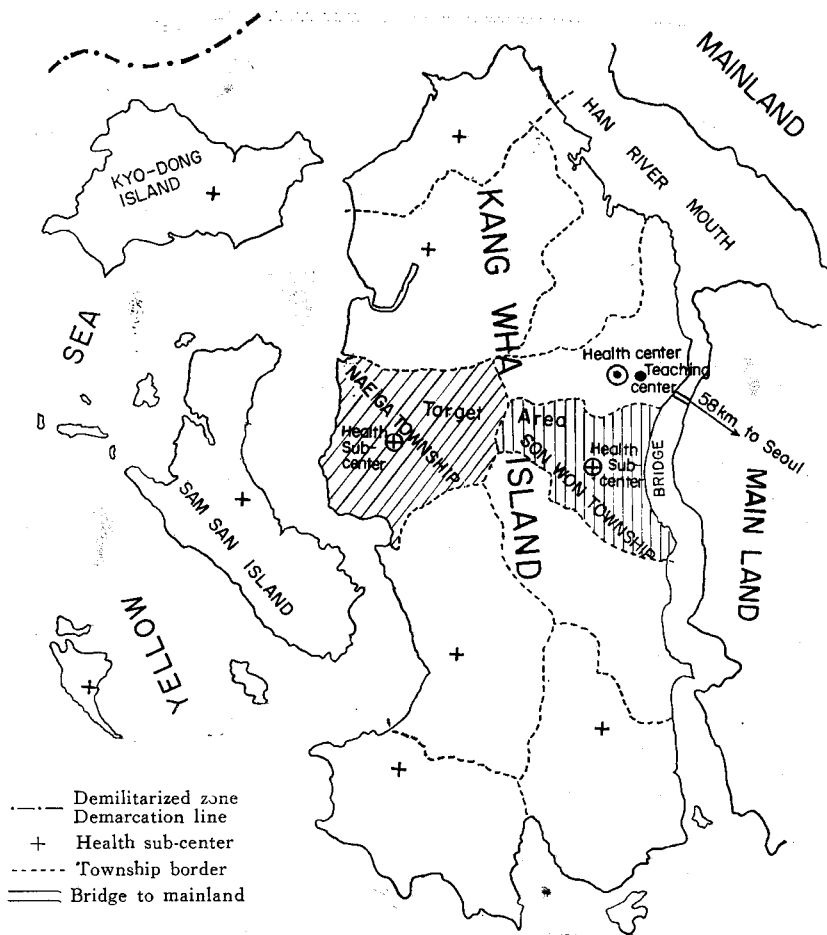 MAINLAND
HAN RIVER MOUTH
KYO-DONG
ISLAND
KANG WHA
ISLAND
SEA
Health center
Teaching
center
58km to Seoul
NAEGA TOWNSHIP
Target
Area
Health
Sub-
center
Health
Sub
center
SON WON TOWNSHIP
BRIDGE
MAIN LAND
SAM SAN ISLAND
YELLOW
Demilitarized zone
Demarcation line
Health sub-center
Township border
Bridge to mainland